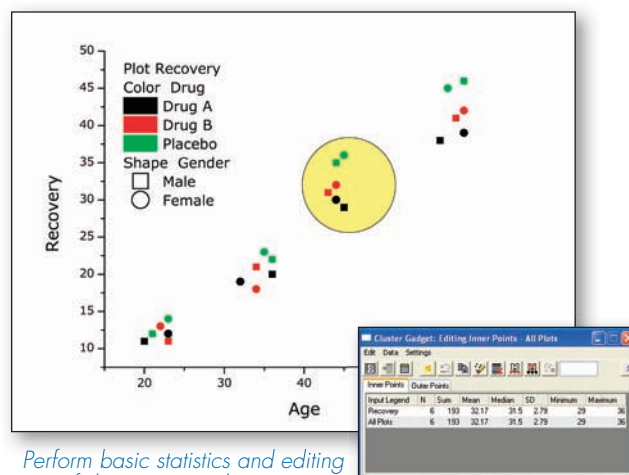 50
45
40
35
30
25
20
15
10
Recovery
Plot Recovery
Color Drug
Drug A
Drug B
Placebo
Shape Gender
Male
Female
20 30 40
Age
Cluster Gadget: Editing Inner Points - All Plots
Edit Data Settings
Inner Points Outer Points
Input Legend N Sum Mean Median SD Minimum Maximum
Recovery 6 193 32.17 31.5 2.79 29 36
All Plots 6 193 32.17 31.5 2.79 29 36
Perform basic statistics and editing